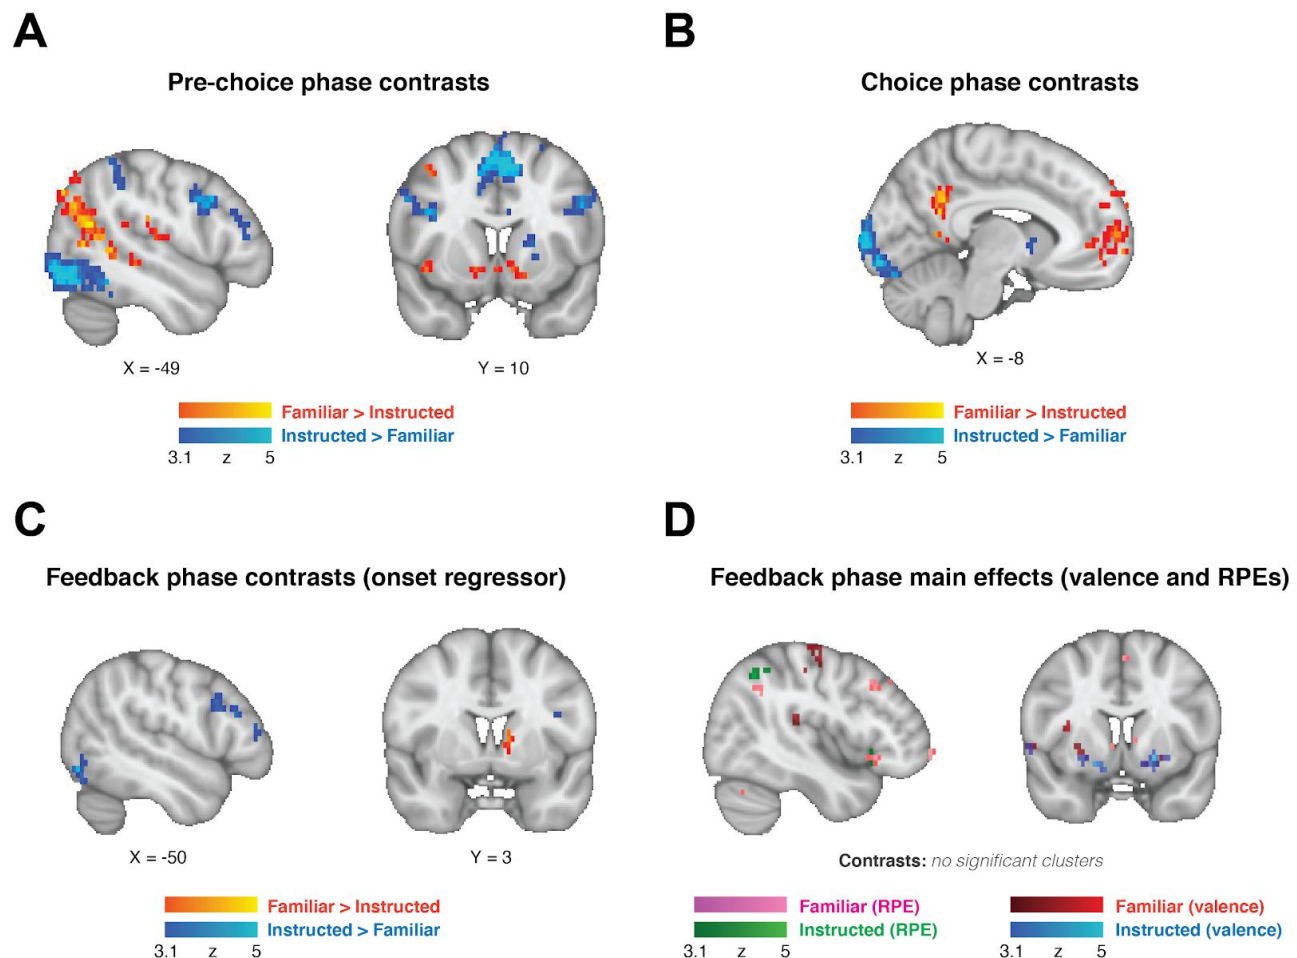 A
Pre-choice phase contrasts
X = -49
Y = 10
Familiar > Instructed
Instructed > Familiar
3.1 z 5
B
Choice phase contrasts
X = -8
Familiar > Instructed
Instructed > Familiar
3.1 z 5
C
Feedback phase contrasts (onset regressor)
X = -50
Y = 3
Familiar > Instructed
Instructed > Familiar
3.1 z 5
D
Feedback phase main effects (valence and RPEs)
Contrasts: no significant clusters
Familiar (RPE)
Instructed (RPE)
3.1 z 5
Familiar (valence)
Instructed (valence)
3.1 z 5